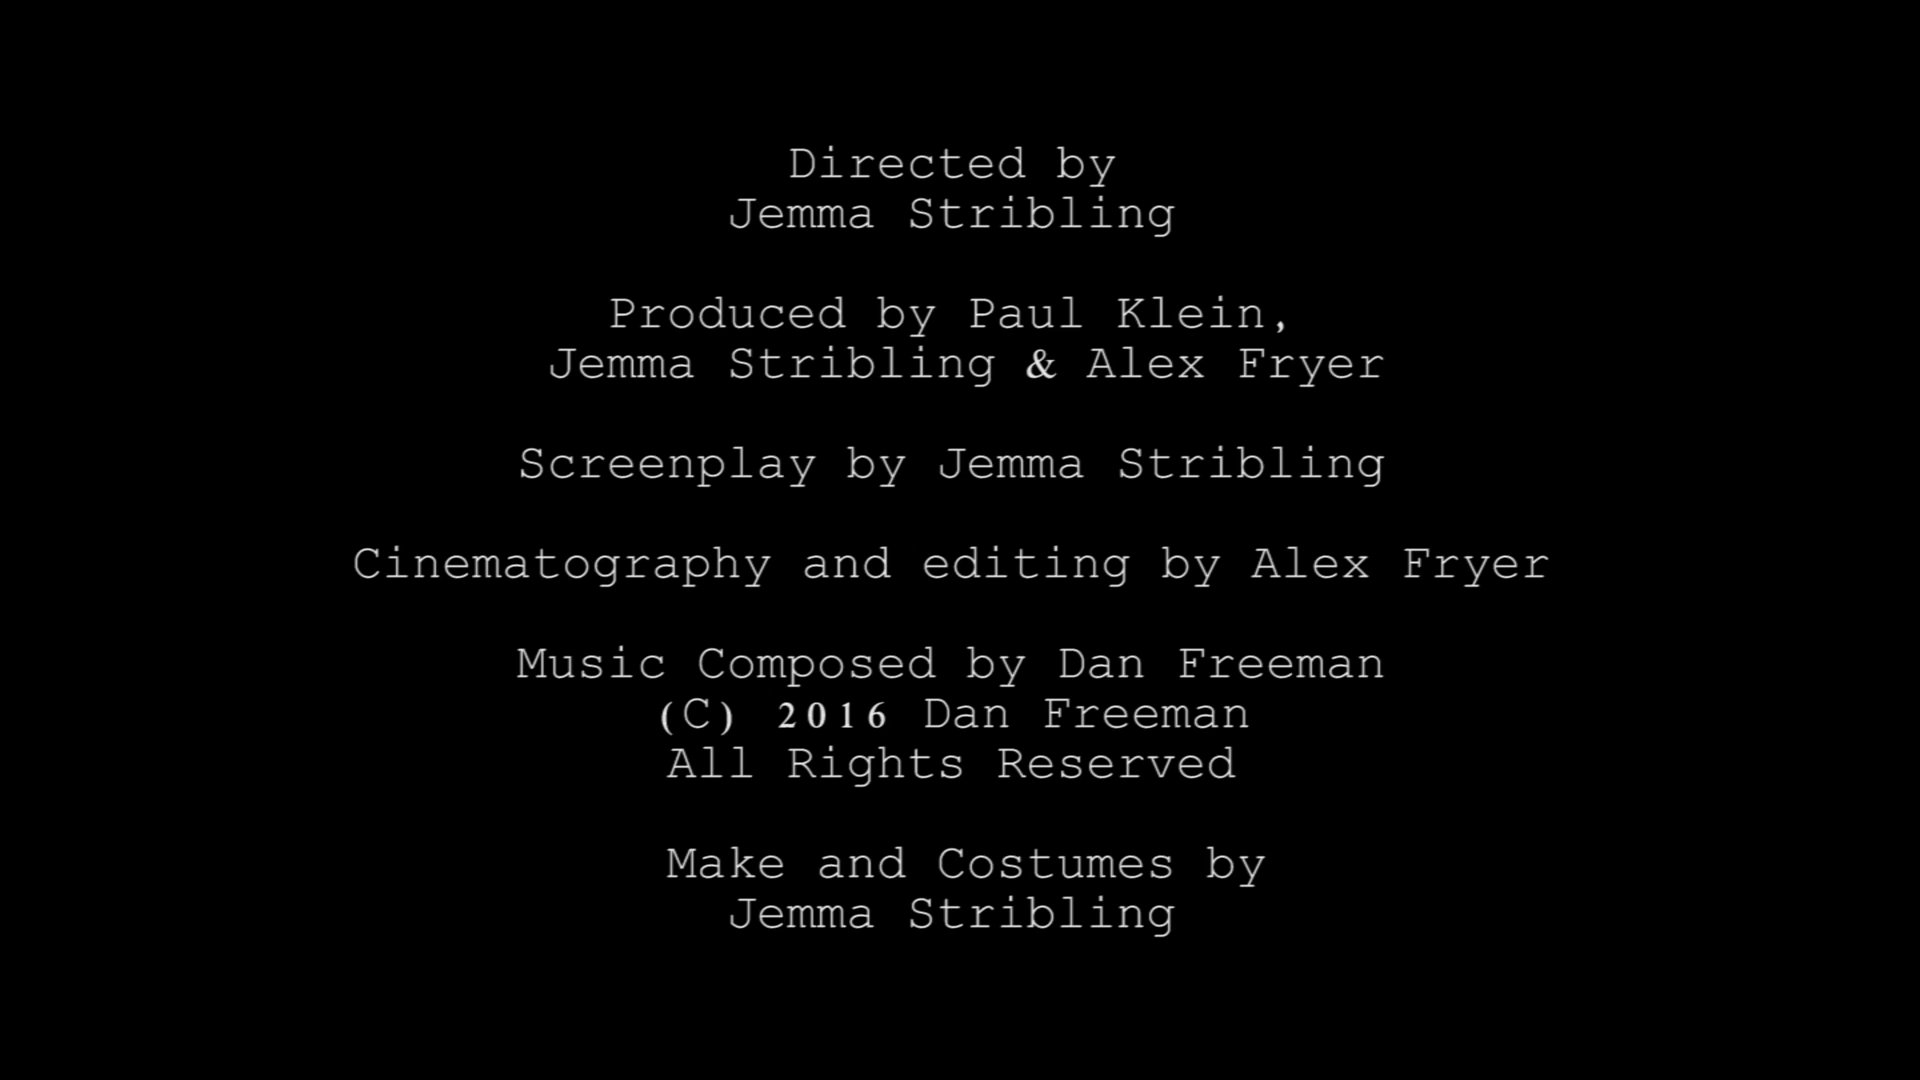 Directed by
Jemma Stribling
Produced by Paul Klein,
Jemma Stribling & Alex Fryer
Screenplay by Jemma Stribling
Cinematography and editing by Alex Fryer
Music Composed by Dan Freeman
(C) 2016 Dan Freeman
All Rights Reserved
Make and Costumes by
Jemma Stribling